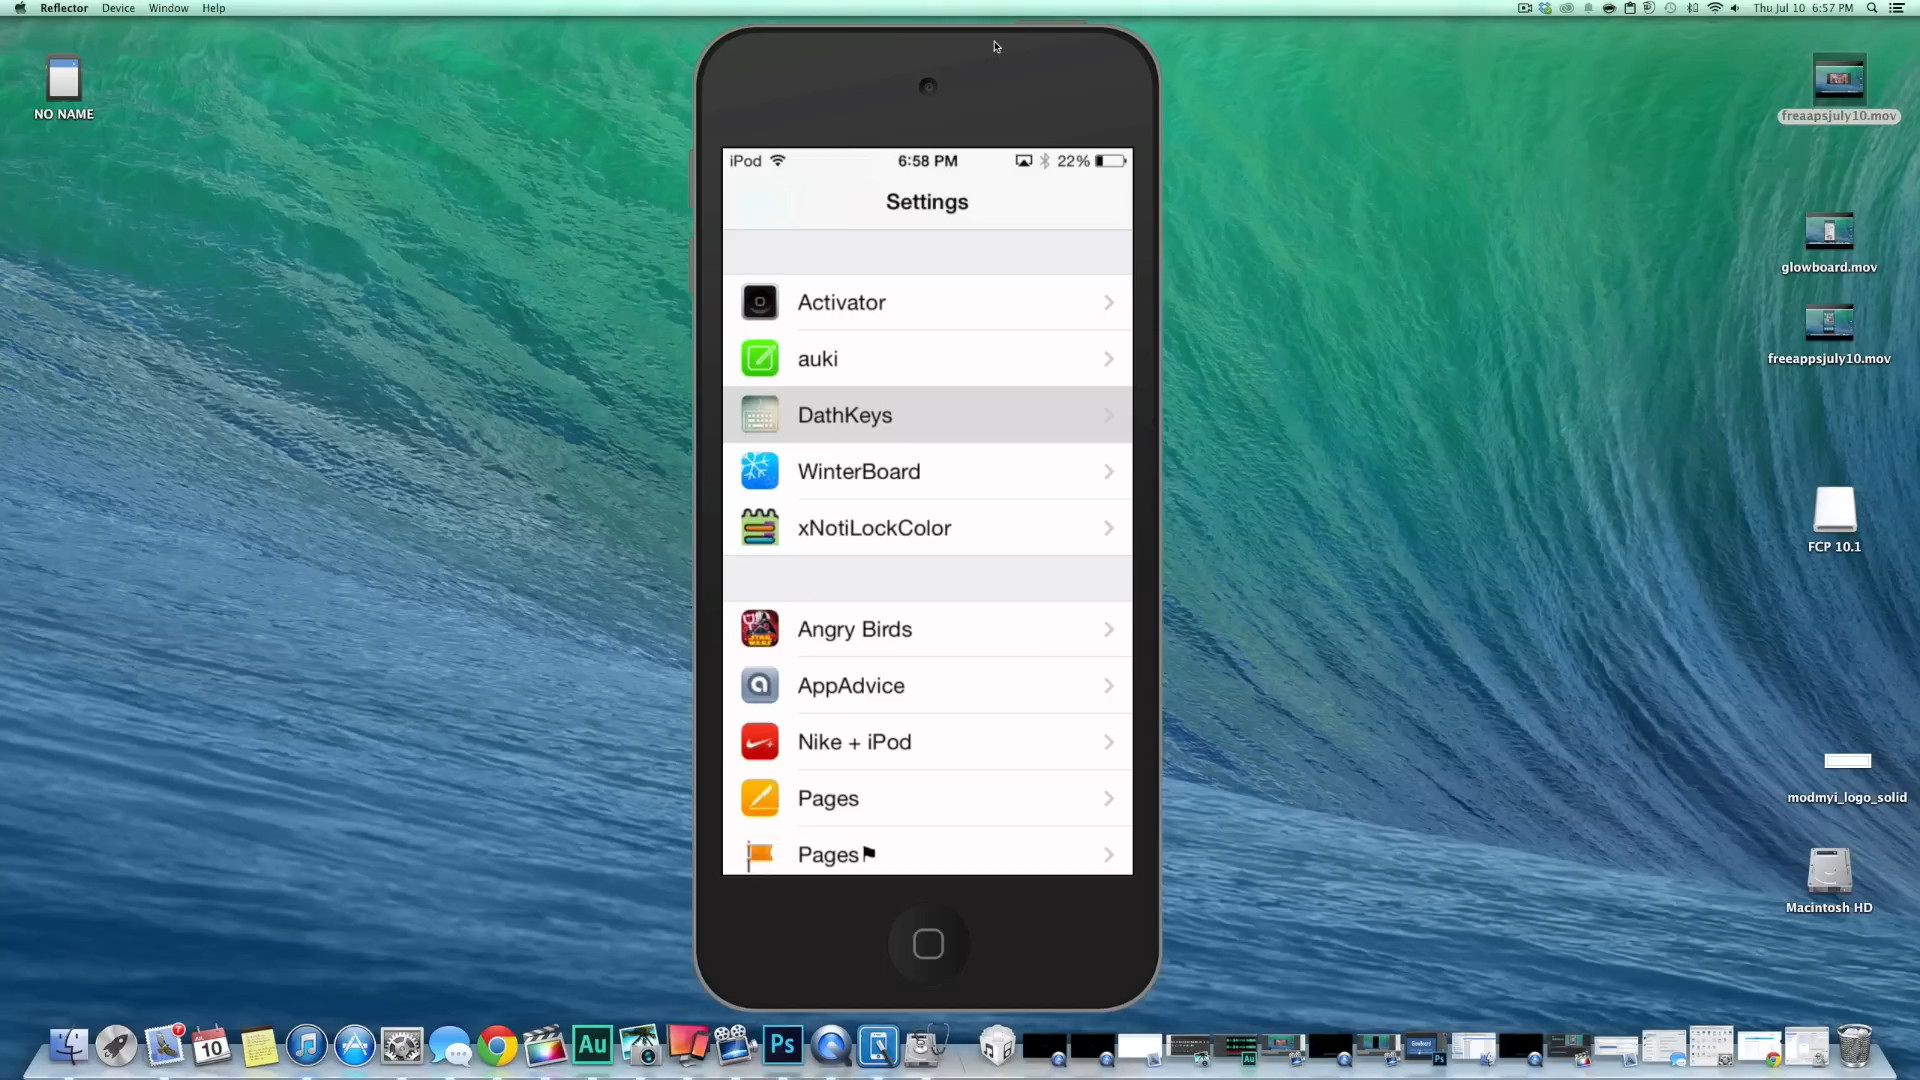 Reflector Device Window Help
Thu Jul 10 6:57 PM
NO NAME
freaapsjuly10.mov
iPod 6:58 PM 22%
Settings
Activator
auki
DathKeys
WinterBoard
xNotiLockColor
Angry Birds
AppAdvice
Nike + iPod
Pages
Pages⚑
glowboard.mov
freeappsjuly10.mov
FCP 10.1
modmyi_logo_solid
Macintosh HD
JUL
10
Au
Ps